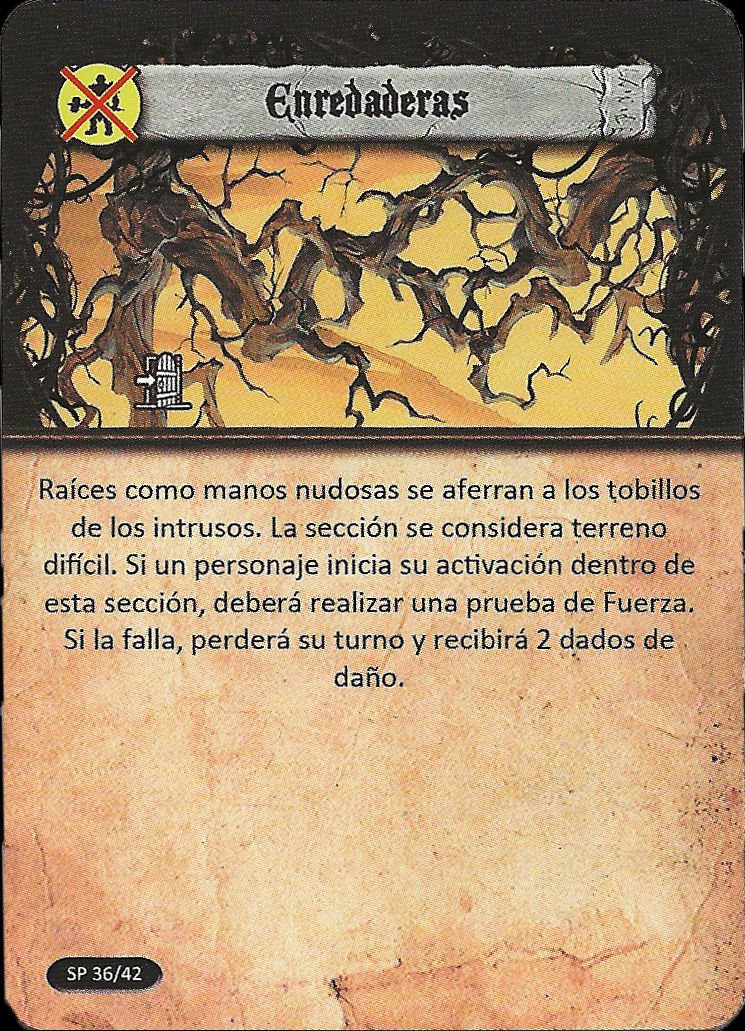 Enredaderas
Raíces como manos nudosas se aferran a los tobillos
de los intrusos. La sección se considera terreno
difícil. Si un personaje inicia su activación dentro de
esta sección, deberá realizar una prueba de Fuerza.
Si la falla, perderá su turno y recibirá 2 dados de
daño.
SP 36/42